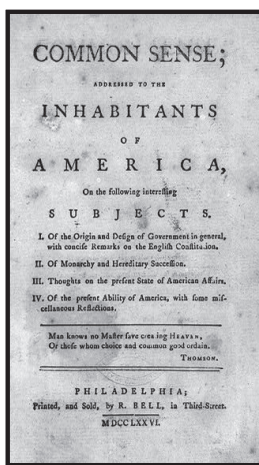 COMMON SENSE;
ADDRESSED TO THE
INHABITANTS
OF
AMERICA,
On the following interesting
SUBJECTS.
I. Of the Origin and Design of Government in general,
with concise Remarks on the English Constitution.
II. Of Monarchy and Hereditary Succession.
III. Thoughts on the present State of American Affairs.
IV. Of the present Ability of America, with some mis-
cellaneous Reflections.
Man knows no Master save creating HEAVEN,
Or those whom choice and common good ordain.
THOMSON.
PHILADELPHIA;
Printed, and Sold, by R. BELL, in Third-Street.
MDCCLXXVI.